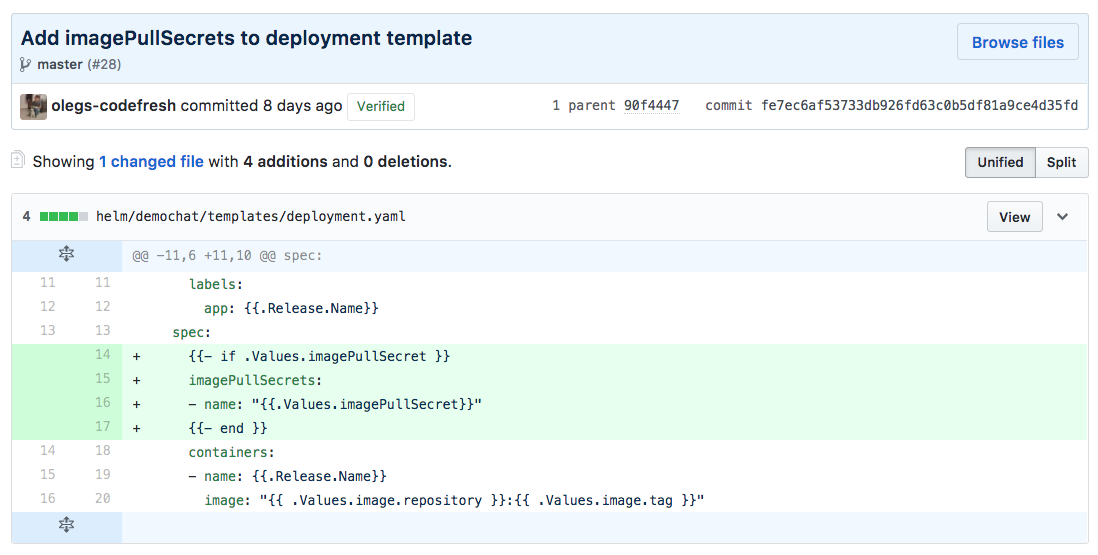 Add imagePullSecrets to deployment template
Browse files
master (#28)
olegs-codefresh committed 8 days ago Verified 1 parent 90f4447 commit fe7ec6af53733db926fd63c0b5df81a9ce4d35fd
Showing 1 changed file with 4 additions and 0 deletions.
Unified Split
4 helm/demochat/templates/deployment.yaml View
@@ -11,6 +11,10 @@ spec:
11 11 labels:
12 12 app: {{.Release.Name}}
13 13 spec:
14 + {{- if .Values.imagePullSecret }}
15 + imagePullSecrets:
16 + - name: "{{.Values.imagePullSecret}}"
17 + {{- end }}
14 18 containers:
15 19 - name: {{.Release.Name}}
16 20 image: "{{ .Values.image.repository }}:{{ .Values.image.tag }}"